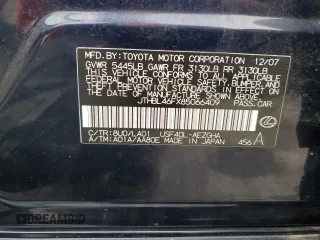 MFD. BY: TOYOTA MOTOR CORPORATION 12/07
GVWR 5445LB GAWR FR 3130LB RR 3130LB
THIS VEHICLE CONFORMS TO ALL APPLICABLE
FEDERAL MOTOR VEHICLE SAFETY, BUMPER, AND
THEFT PREVENTION STANDARDS IN EFFECT ON
THE DATE OF MANUFACTURE SHOWN ABOVE.
JTHBL46FX85066409 PASS. CAR
C/TR: 8U0/LA01 USF40L-AEZGHA
A/TM: A01A/AA80E MADE IN JAPAN 456 A